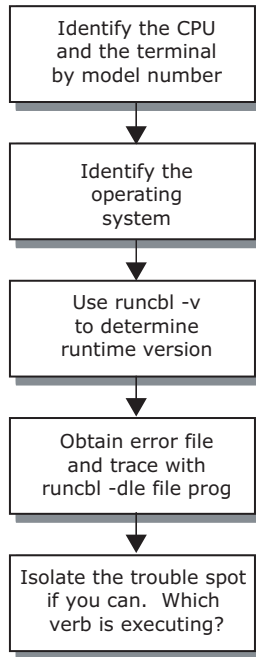 Identify the CPU
and the terminal
by model number
Identify the
operating
system
Use runcbl -v
to determine
runtime version
Obtain error file
and trace with
runcbl -dle file prog
Isolate the trouble spot
if you can.  Which
verb is executing?